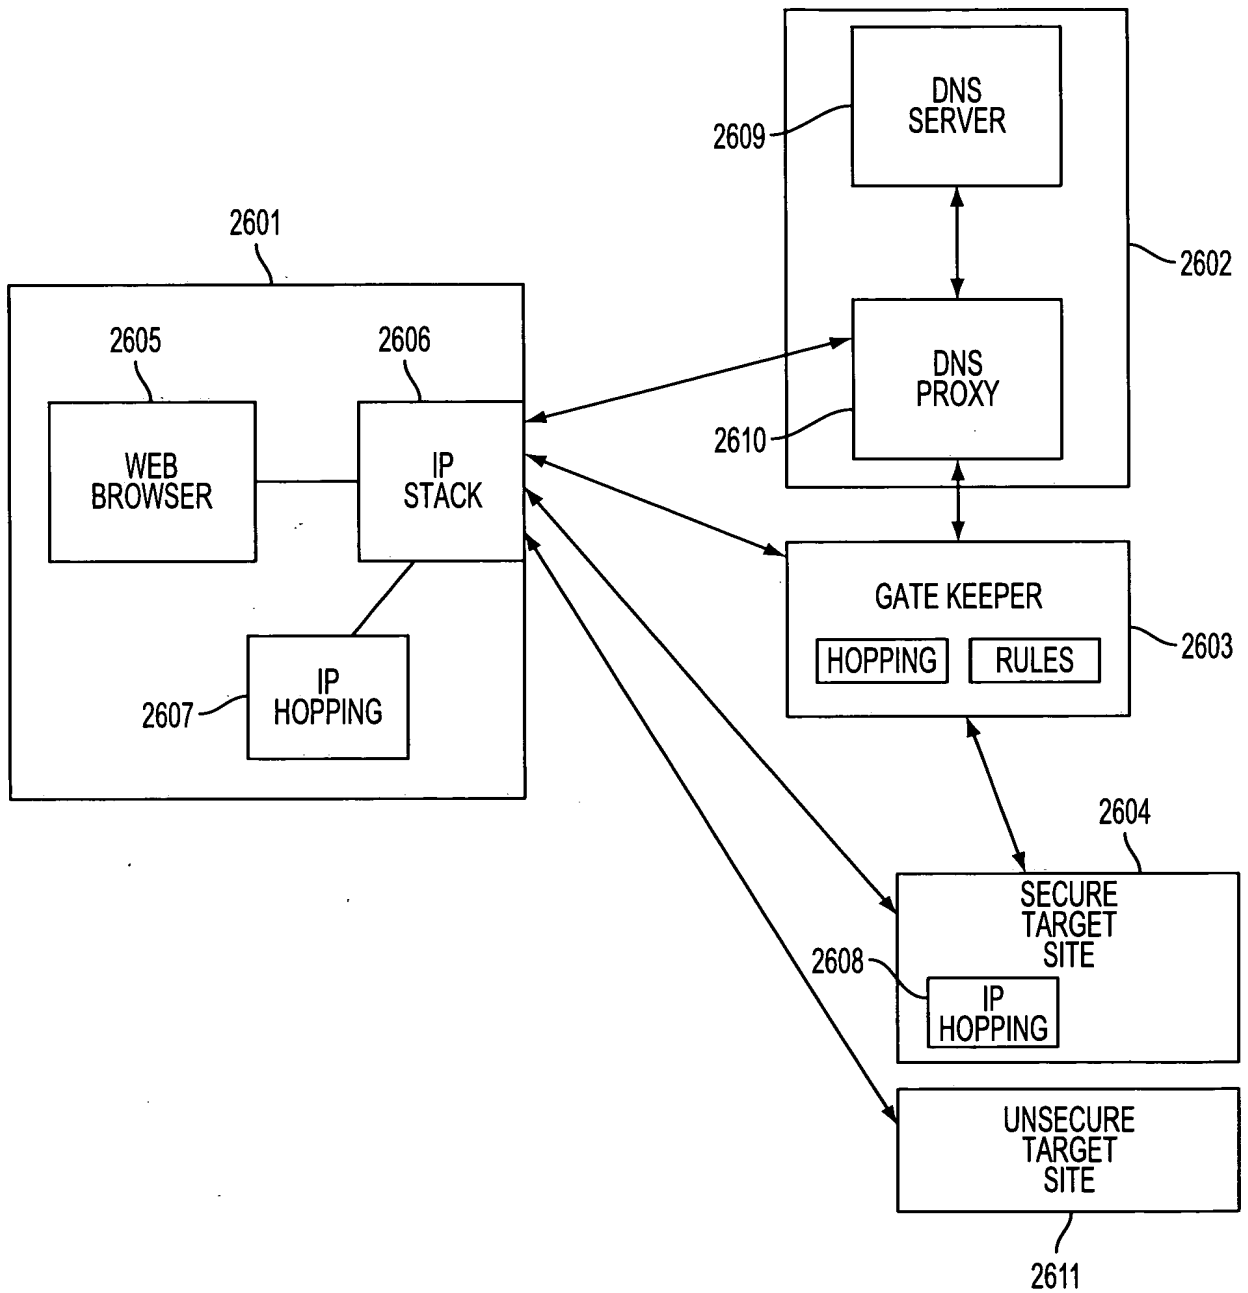 DNS
SERVER
2609
2601
2602
2605
2606
DNS
PROXY
2610
WEB
BROWSER
IP
STACK
GATE KEEPER
HOPPING
RULES
2603
IP
HOPPING
2607
2604
SECURE
TARGET
SITE
2608
IP
HOPPING
UNSECURE
TARGET
SITE
2611